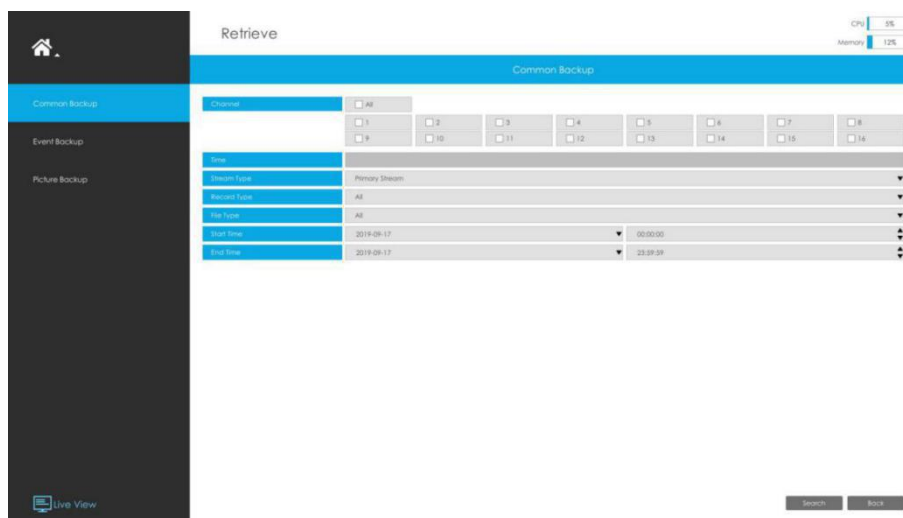 Retrieve
CPU 5%
Memory 12%
Common Backup
Common Backup
Event Backup
Picture Backup
Channel All
1 2 3 4 5 6 7 8
9 10 11 12 13 14 15 16
Time
Stream Type Primary Stream
Record Type All
File Type All
Start Time 2019-09-17 00:00:00
End Time 2019-09-17 23:59:59
Live View
Search Back